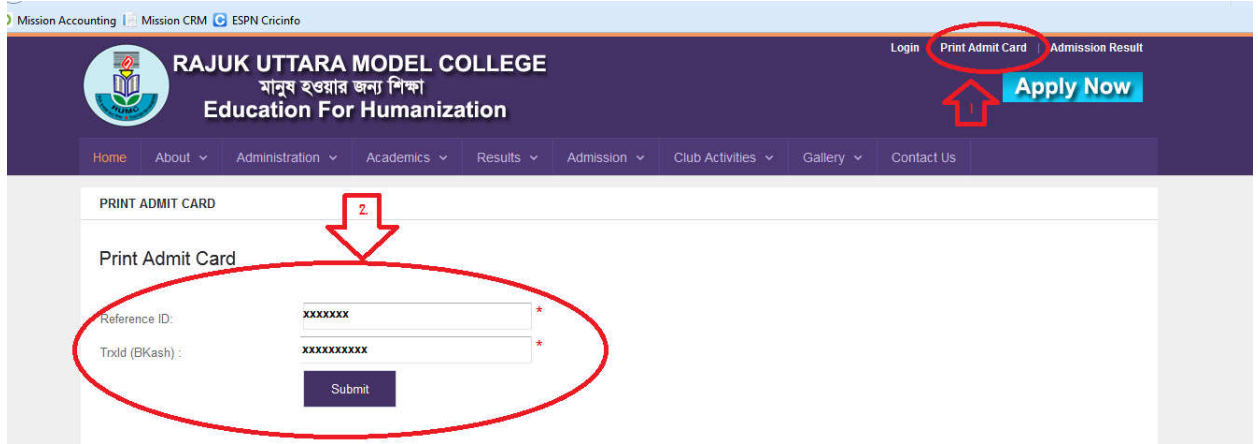 Mission Accounting Mission CRM ESPN Cricinfo
Login Print Admit Card | Admission Result
RAJUK UTTARA MODEL COLLEGE
মানুষ হওয়ার জন্য শিক্ষা
Education For Humanization
RUMC
Apply Now
1
Home About Administration Academics Results Admission Club Activities Gallery Contact Us
PRINT ADMIT CARD
2.
Print Admit Card
Reference ID: xxxxxxx *
TrxId (BKash) : xxxxxxxxxx *
Submit